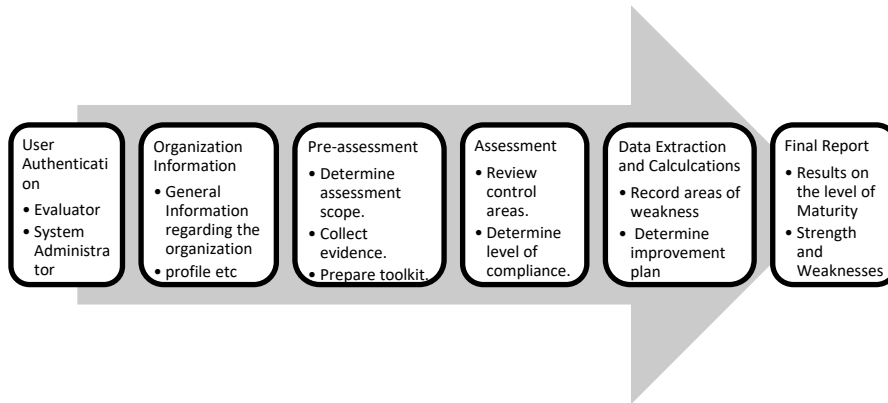 User
Authenticati
on
• Evaluator
• System
Administra
tor
Organization
Information
• General
Information
regarding the
organization
• profile etc
Pre-assessment
• Determine
assessment
scope.
• Collect
evidence.
• Prepare toolkit.
Assessment
• Review
control
areas.
• Determine
level of
compliance.
Data Extraction
and Calculcations
• Record areas of
weakness
• Determine
improvement
plan
Final Report
• Results on
the level of
Maturity
• Strength
and
Weaknesses